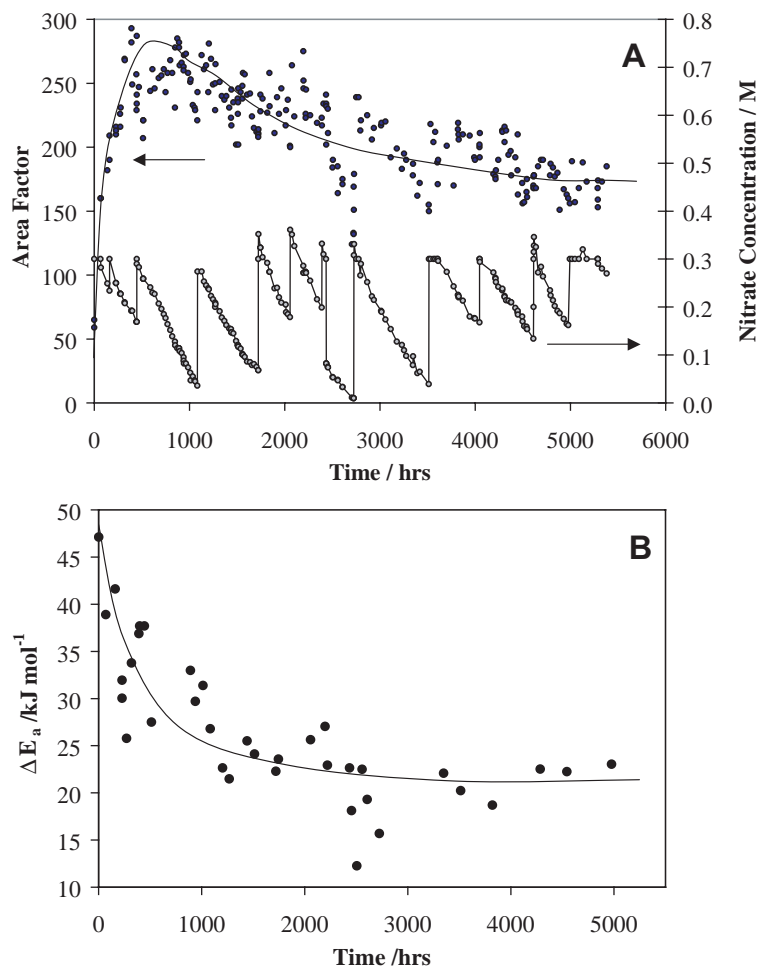 A
300
250
200
150
100
50
0
Area Factor
0.8
0.7
0.6
0.5
0.4
0.3
0.2
0.1
0.0
Nitrate Concentration / M
0 1000 2000 3000 4000 5000 6000
Time / hrs
B
50
45
40
35
30
25
20
15
10
ΔEa /kJ mol-1
0 1000 2000 3000 4000 5000
Time /hrs